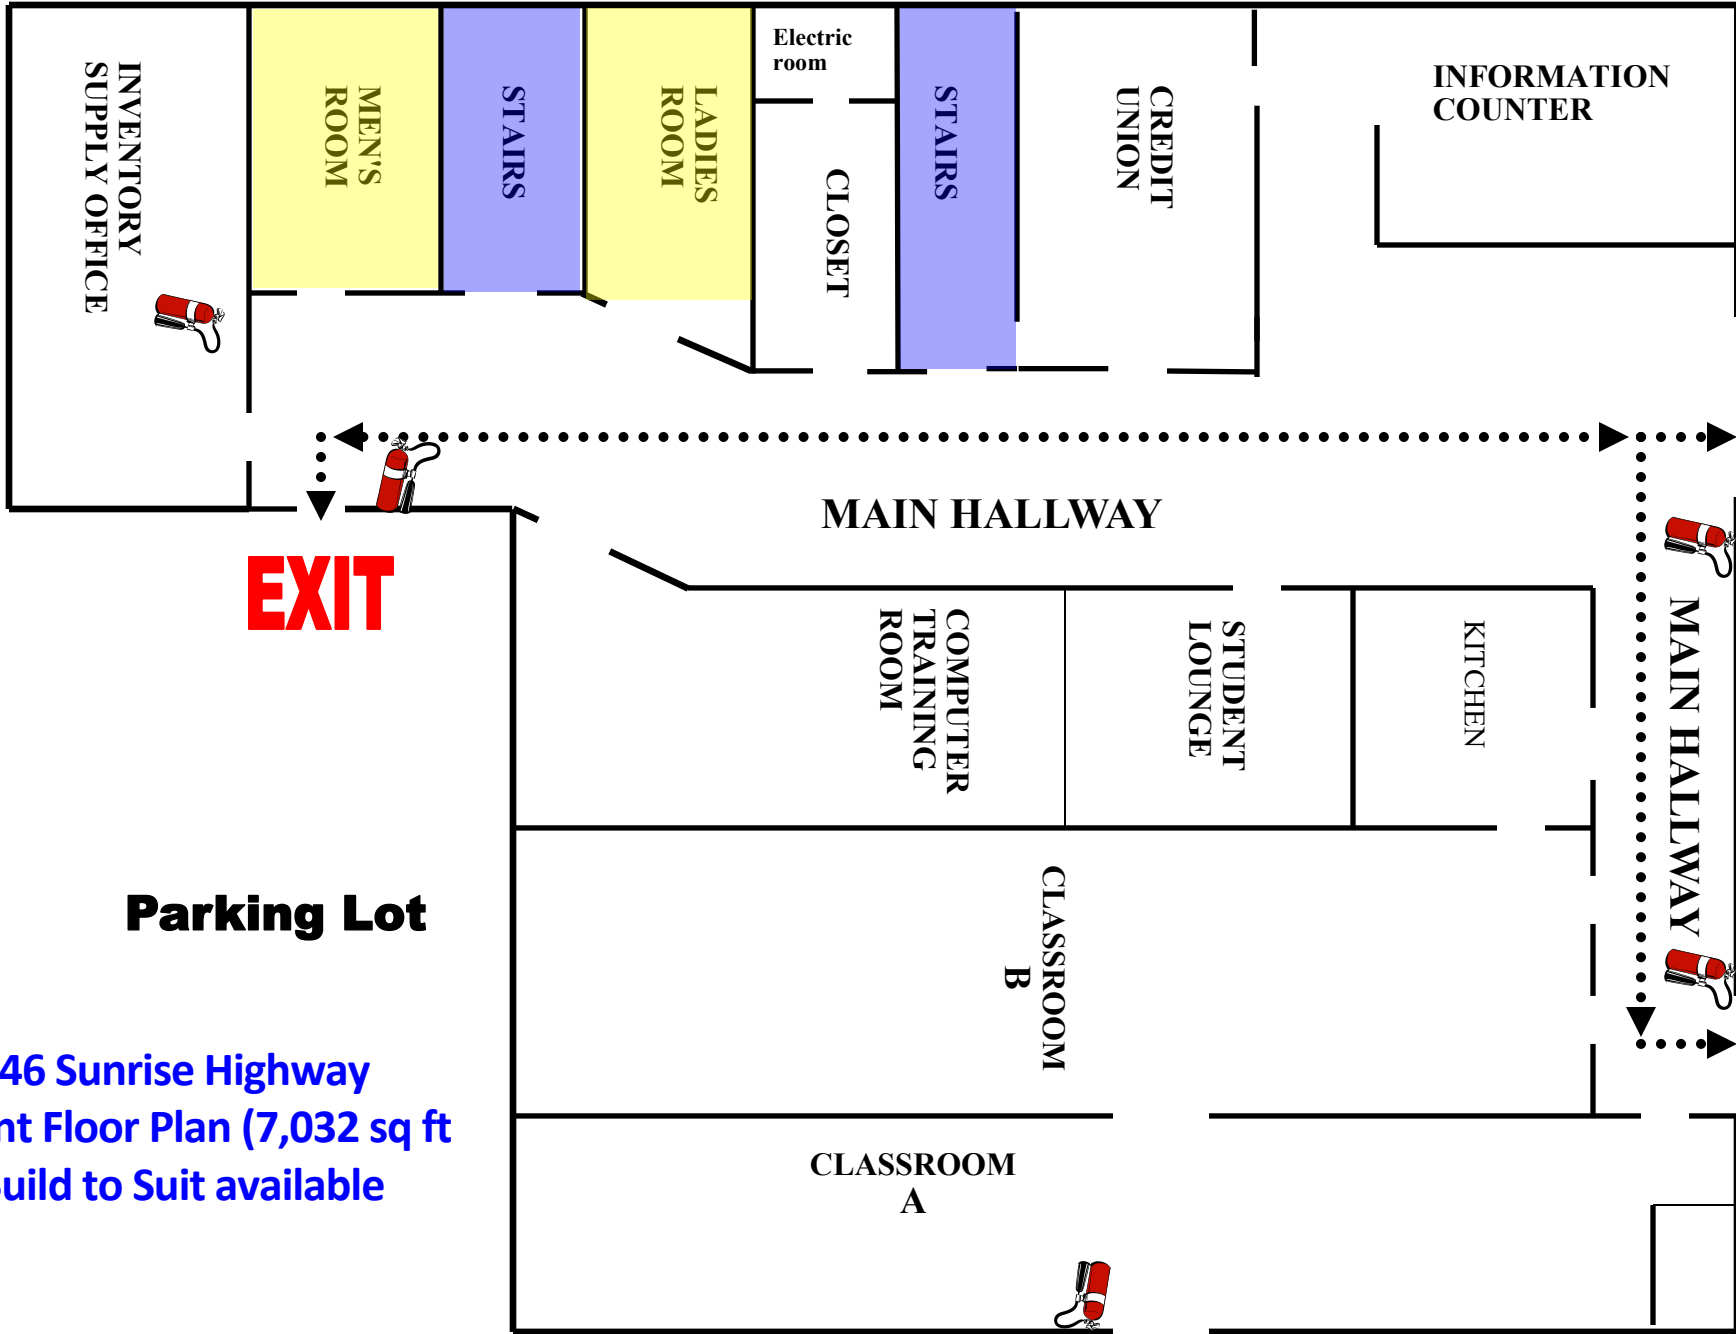 INVENTORY
SUPPLY OFFICE
MEN'S
ROOM
STAIRS
LADIES
ROOM
Electric
room
CLOSET
STAIRS
CREDIT
UNION
INFORMATION
COUNTER
MAIN HALLWAY
EXIT
COMPUTER
TRAINING
ROOM
STUDENT
LOUNGE
KITCHEN
MAIN HALLWAY
Parking Lot
CLASSROOM
B
46 Sunrise Highway
nt Floor Plan (7,032 sq ft
Build to Suit available
CLASSROOM
A